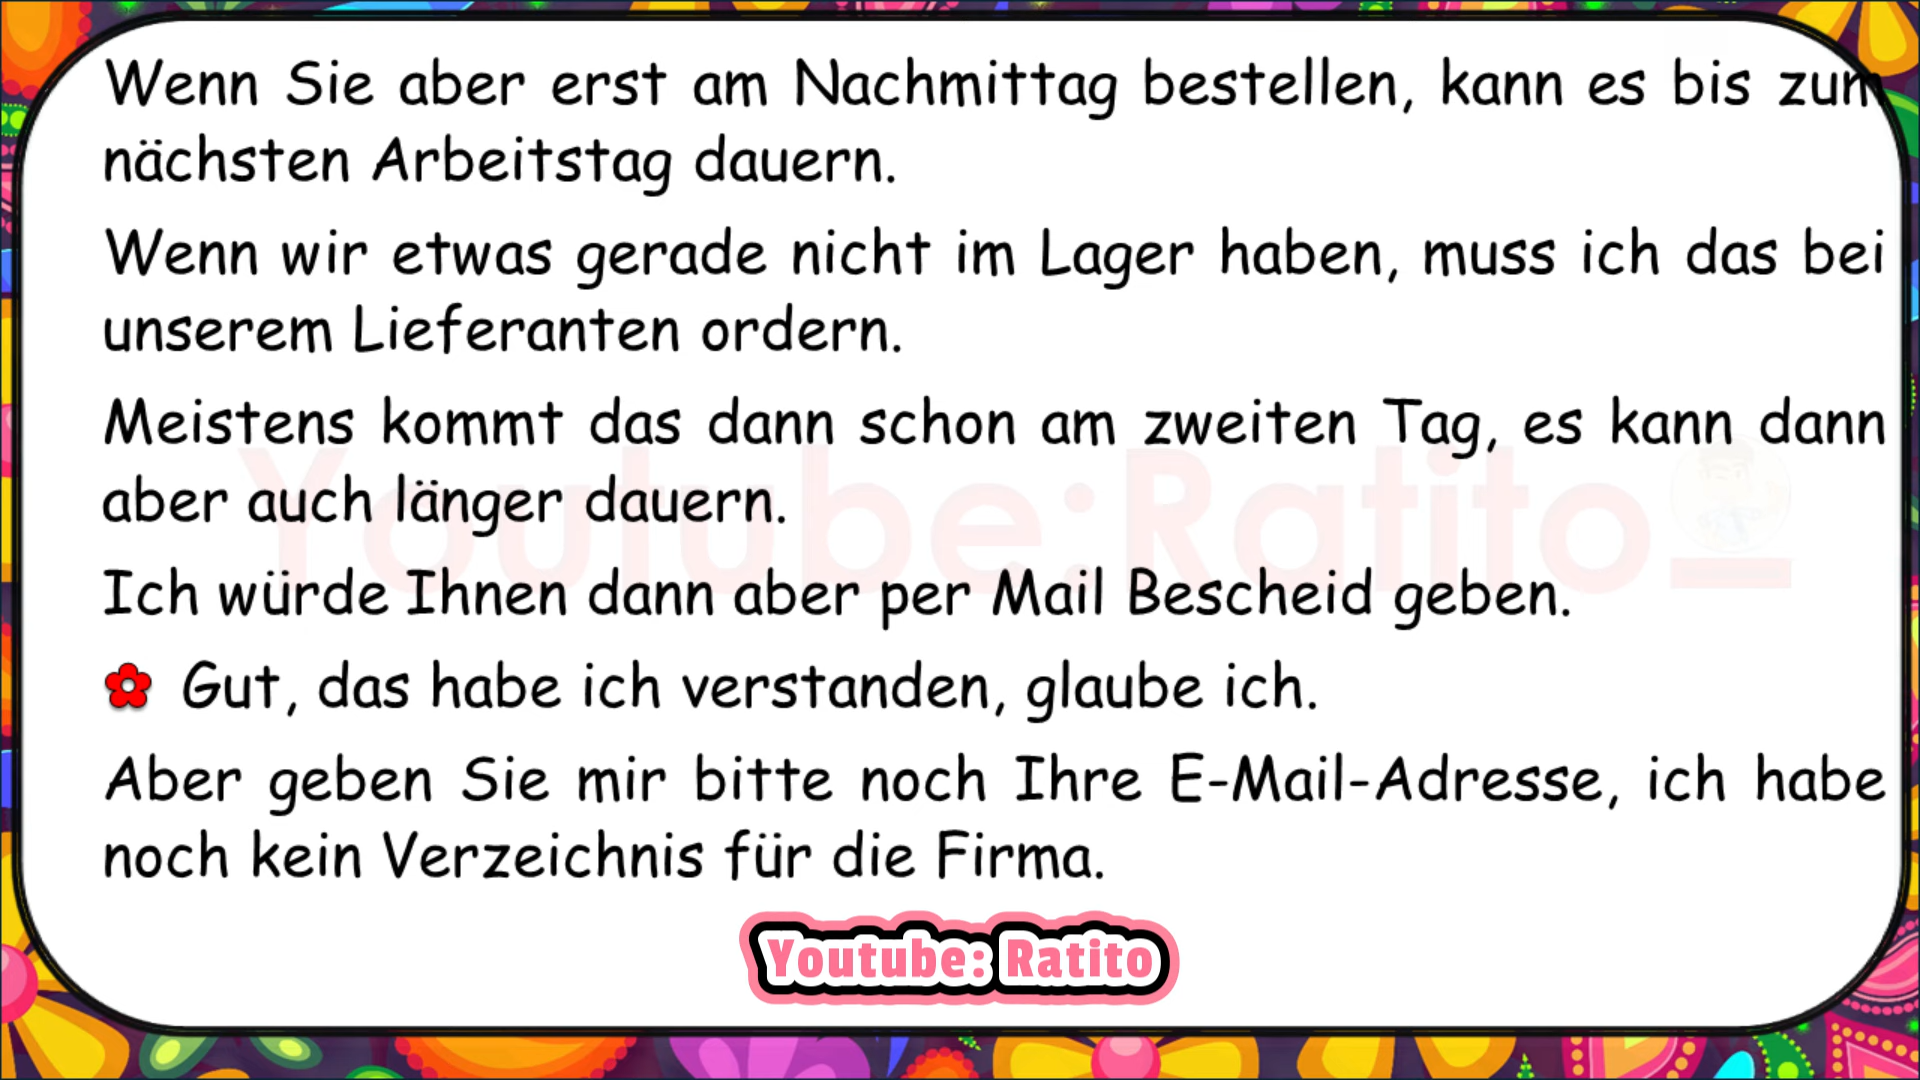 Wenn Sie aber erst am Nachmittag bestellen, kann es bis zum
nächsten Arbeitstag dauern.
Wenn wir etwas gerade nicht im Lager haben, muss ich das bei
unserem Lieferanten ordern.
Meistens kommt das dann schon am zweiten Tag, es kann dann
aber auch länger dauern.
Youtube:Ratito
Ich würde Ihnen dann aber per Mail Bescheid geben.
Gut, das habe ich verstanden, glaube ich.
Aber geben Sie mir bitte noch Ihre E-Mail-Adresse, ich habe
noch kein Verzeichnis für die Firma.
Youtube: Ratito